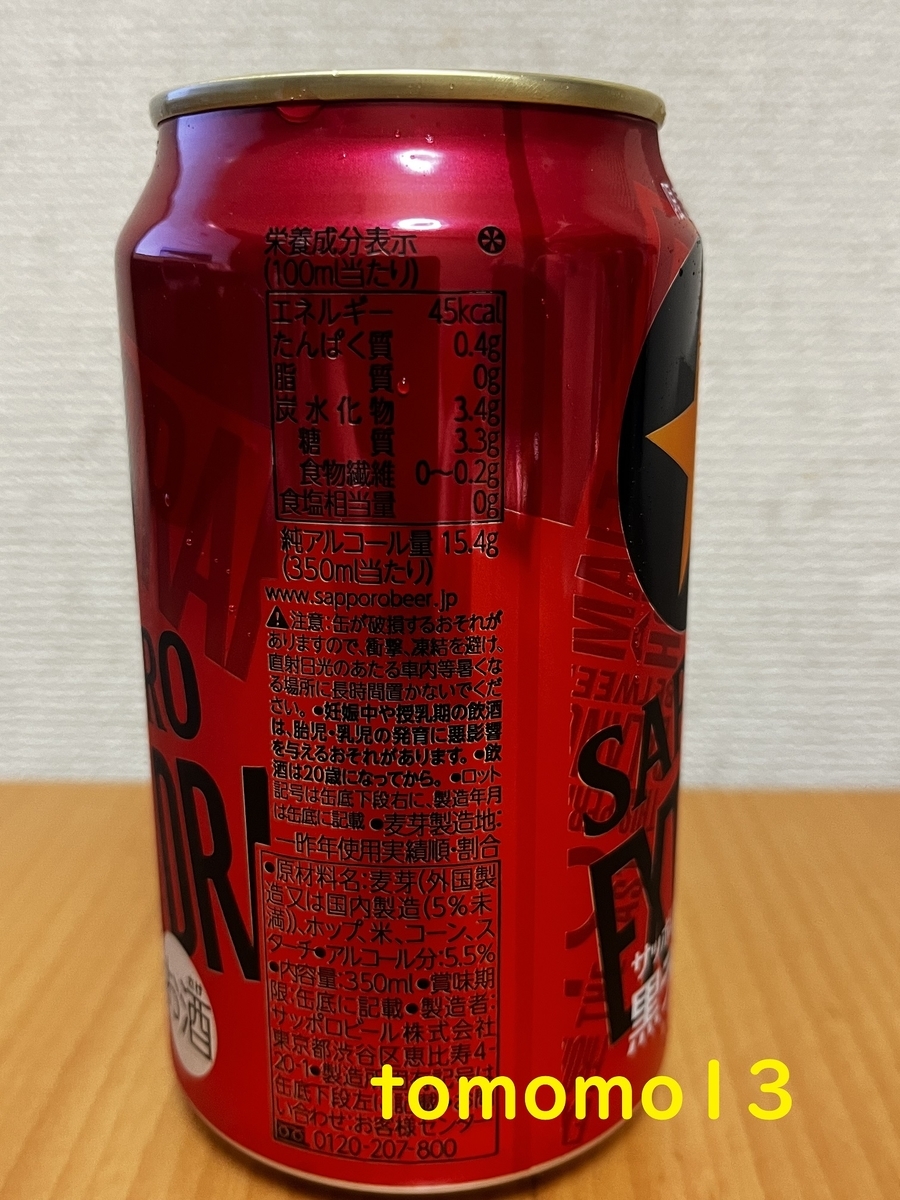 栄養成分表示
(100ml当たり)
エネルギー 45kcal
たんぱく質 0.4g
脂質 0g
炭水化物 3.4g
糖質 3.3g
食物繊維 0〜0.2g
食塩相当量 0g
純アルコール量 15.4g
(350ml当たり)
www.sapporobeer.jp
注意:缶が破損するおそれが
ありますので、衝撃、凍結を避け、
直射日光のあたる車内等暑くな
る場所に長時間置かないでくだ
さい。●妊娠中や授乳期の飲酒
は、胎児・乳児の発育に悪影響
を与えるおそれがあります。●飲
酒は20歳になってから。●ロット
記号は缶底下段右に、製造年月
は缶底に記載●麦芽製造地:
一昨年使用実績順・割合
●原材料名:麦芽(外国製
造又は国内製造(5%未
満))、ホップ、米、コーン、ス
ターチ●アルコール分:5.5%
●内容量:350ml●賞味期
限:缶底に記載●製造者:
サッポロビール株式会社
東京都渋谷区恵比寿4-
20-1●製造所
缶底下段左に
い合わせ:お客様センター
0120-207-800
RO
DRA
酒
SAP
サッポ
黒
tomomo13